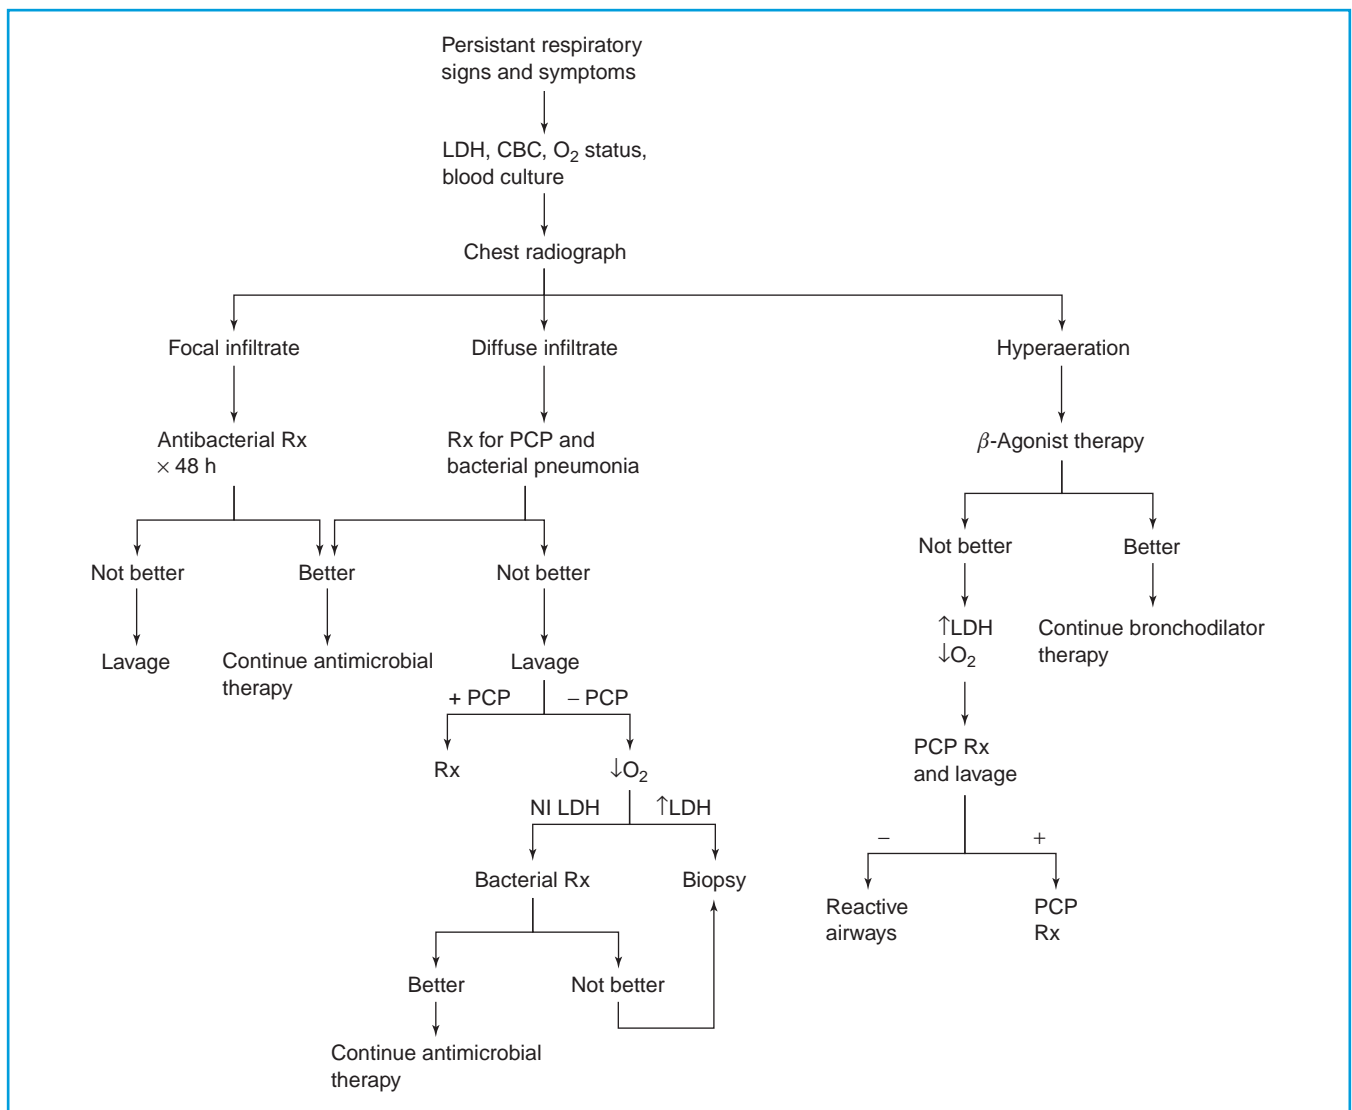 Persistant respiratory
signs and symptoms
LDH, CBC, O₂ status,
blood culture
Chest radiograph
Focal infiltrate
Diffuse infiltrate
Hyperaeration
Antibacterial Rx
× 48 h
Rx for PCP and
bacterial pneumonia
β-Agonist therapy
Not better
Better
Not better
Not better
Better
Lavage
Continue antimicrobial
therapy
Lavage
↑LDH
↓O₂
Continue bronchodilator
therapy
+ PCP
− PCP
Rx
↓O₂
PCP Rx
and lavage
NI LDH
↑LDH
−
+
Bacterial Rx
Biopsy
Reactive
airways
PCP
Rx
Better
Not better
Continue antimicrobial
therapy